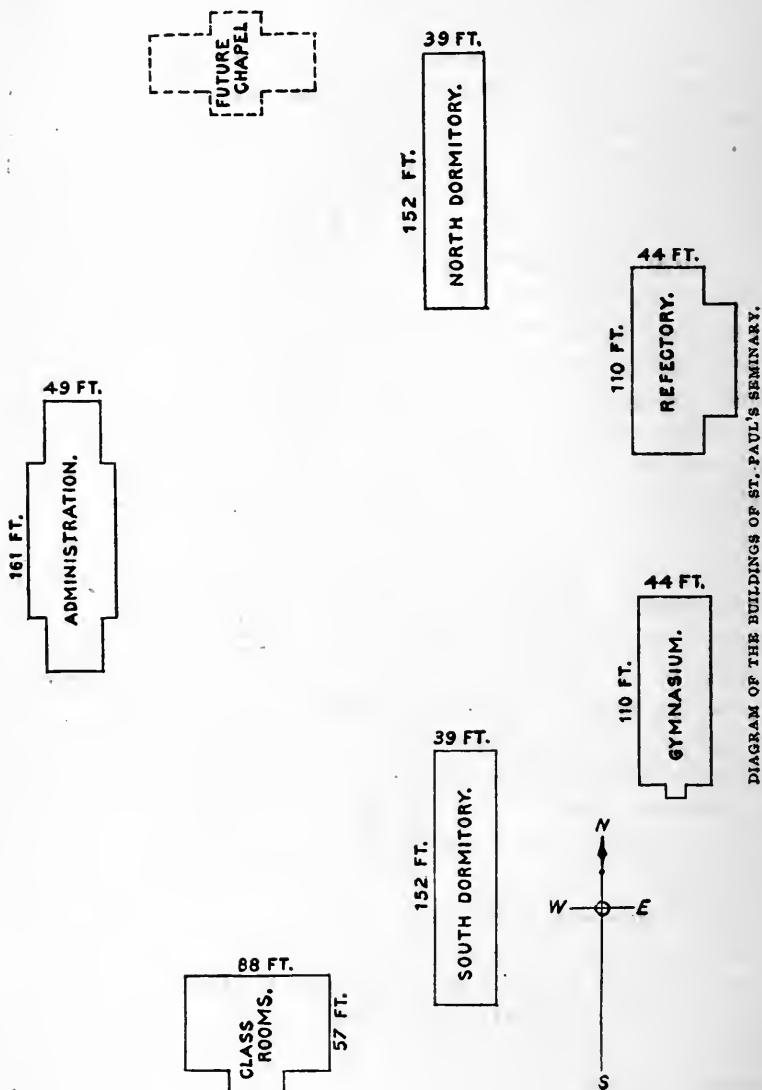 FUTURE
CHAPEL
39 FT.
152 FT.
NORTH DORMITORY.
49 FT.
161 FT.
ADMINISTRATION.
44 FT.
110 FT.
REFECTORY.
44 FT.
110 FT.
GYMNASIUM.
39 FT.
152 FT.
SOUTH DORMITORY.
88 FT.
57 FT.
CLASS
ROOMS.
N
W
E
S
DIAGRAM OF THE BUILDINGS OF ST. PAUL'S SEMINARY.